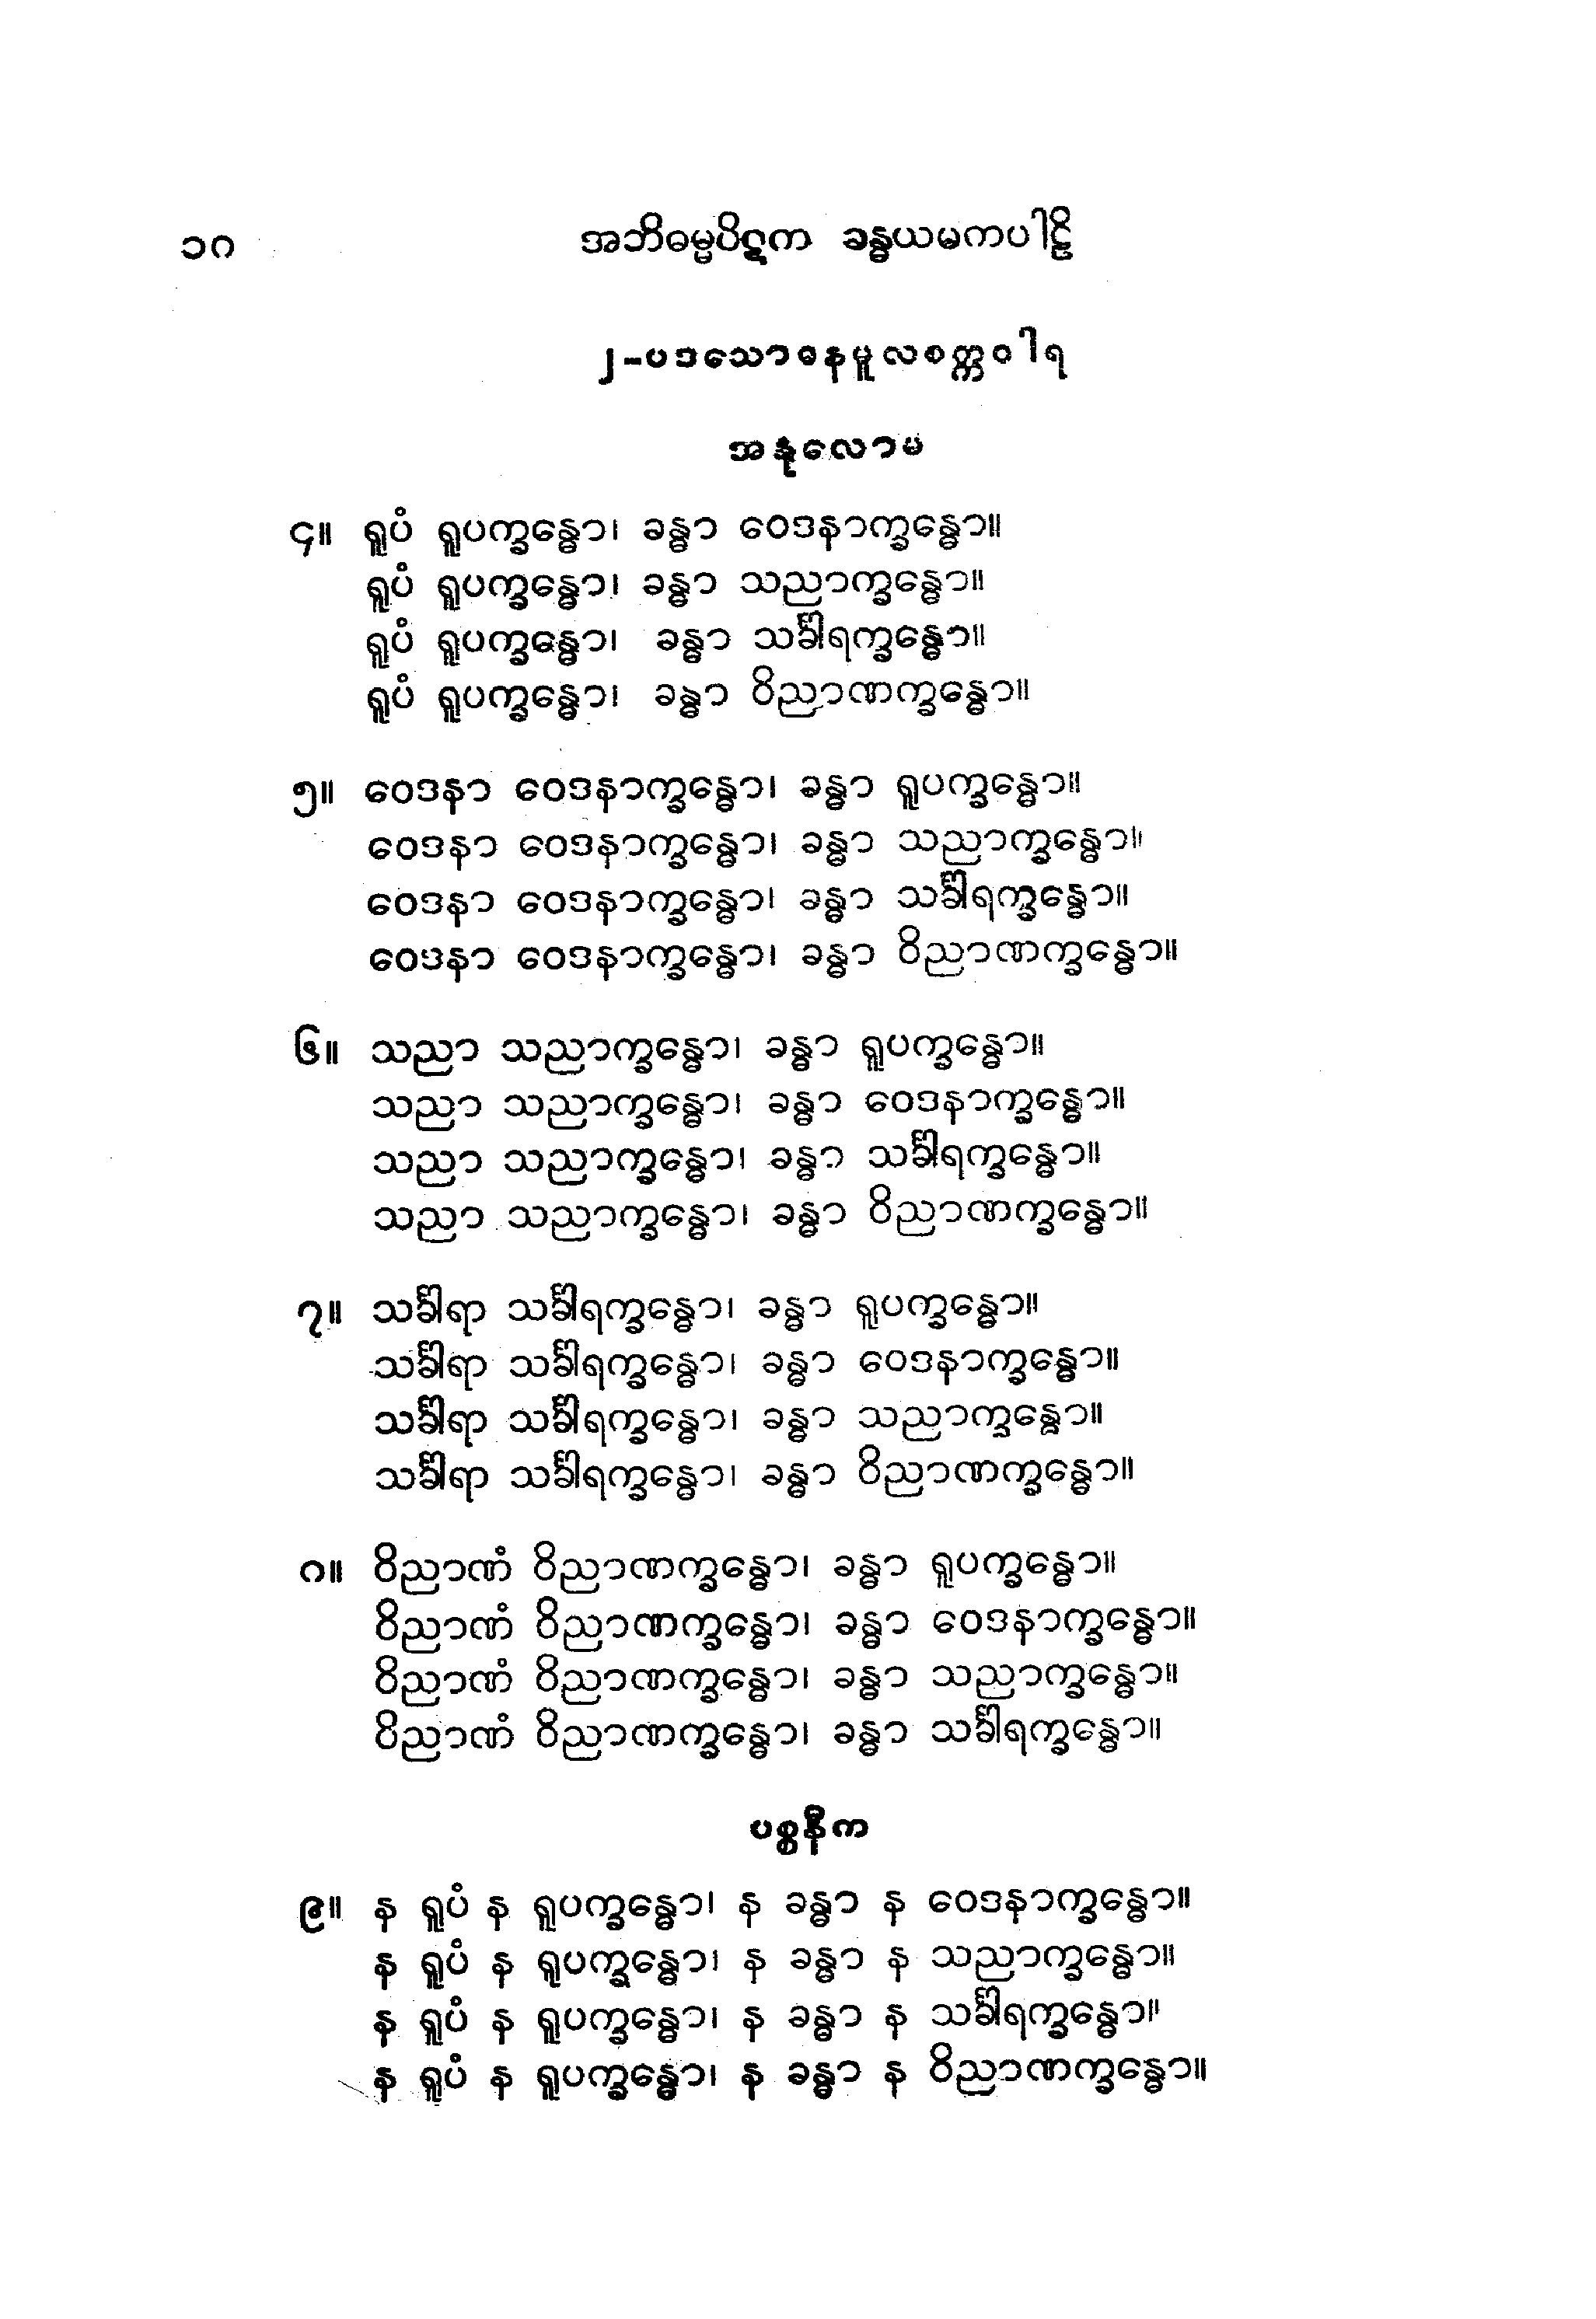 ၁ဂ အဘိဓမ္မပိဋက ခန္ဓယမကပါဠိ
၂-ပဒသောဓနမူလစက္ကဝါရ
အနုလောမ
၄။ ရူပံ ရူပက္ခန္ဓော၊ ခန္ဓာ ဝေဒနာက္ခန္ဓော။
ရူပံ ရူပက္ခန္ဓော၊ ခန္ဓာ သညာက္ခန္ဓော။
ရူပံ ရူပက္ခန္ဓော၊ ခန္ဓာ သင်္ခါရက္ခန္ဓော။
ရူပံ ရူပက္ခန္ဓော၊ ခန္ဓာ ဝိညာဏက္ခန္ဓော။
၅။ ဝေဒနာ ဝေဒနာက္ခန္ဓော၊ ခန္ဓာ ရူပက္ခန္ဓော။
ဝေဒနာ ဝေဒနာက္ခန္ဓော၊ ခန္ဓာ သညာက္ခန္ဓော။
ဝေဒနာ ဝေဒနာက္ခန္ဓော၊ ခန္ဓာ သင်္ခါရက္ခန္ဓော။
ဝေဒနာ ဝေဒနာက္ခန္ဓော၊ ခန္ဓာ ဝိညာဏက္ခန္ဓော။
၆။ သညာ သညာက္ခန္ဓော၊ ခန္ဓာ ရူပက္ခန္ဓော။
သညာ သညာက္ခန္ဓော၊ ခန္ဓာ ဝေဒနာက္ခန္ဓော။
သညာ သညာက္ခန္ဓော၊ ခန္ဓာ သင်္ခါရက္ခန္ဓော။
သညာ သညာက္ခန္ဓော၊ ခန္ဓာ ဝိညာဏက္ခန္ဓော။
၇။ သင်္ခါရာ သင်္ခါရက္ခန္ဓော၊ ခန္ဓာ ရူပက္ခန္ဓော။
သင်္ခါရာ သင်္ခါရက္ခန္ဓော၊ ခန္ဓာ ဝေဒနာက္ခန္ဓော။
သင်္ခါရာ သင်္ခါရက္ခန္ဓော၊ ခန္ဓာ သညာက္ခန္ဓော။
သင်္ခါရာ သင်္ခါရက္ခန္ဓော၊ ခန္ဓာ ဝိညာဏက္ခန္ဓော။
ဂ။ ဝိညာဏံ ဝိညာဏက္ခန္ဓော၊ ခန္ဓာ ရူပက္ခန္ဓော။
ဝိညာဏံ ဝိညာဏက္ခန္ဓော၊ ခန္ဓာ ဝေဒနာက္ခန္ဓော။
ဝိညာဏံ ဝိညာဏက္ခန္ဓော၊ ခန္ဓာ သညာက္ခန္ဓော။
ဝိညာဏံ ဝိညာဏက္ခန္ဓော၊ ခန္ဓာ သင်္ခါရက္ခန္ဓော။
ပစ္စနီက
၉။ န ရူပံ န ရူပက္ခန္ဓော၊ န ခန္ဓာ န ဝေဒနာက္ခန္ဓော။
န ရူပံ န ရူပက္ခန္ဓော၊ န ခန္ဓာ န သညာက္ခန္ဓော။
န ရူပံ န ရူပက္ခန္ဓော၊ န ခန္ဓာ န သင်္ခါရက္ခန္ဓော။
န ရူပံ န ရူပက္ခန္ဓော၊ န ခန္ဓာ န ဝိညာဏက္ခန္ဓော။